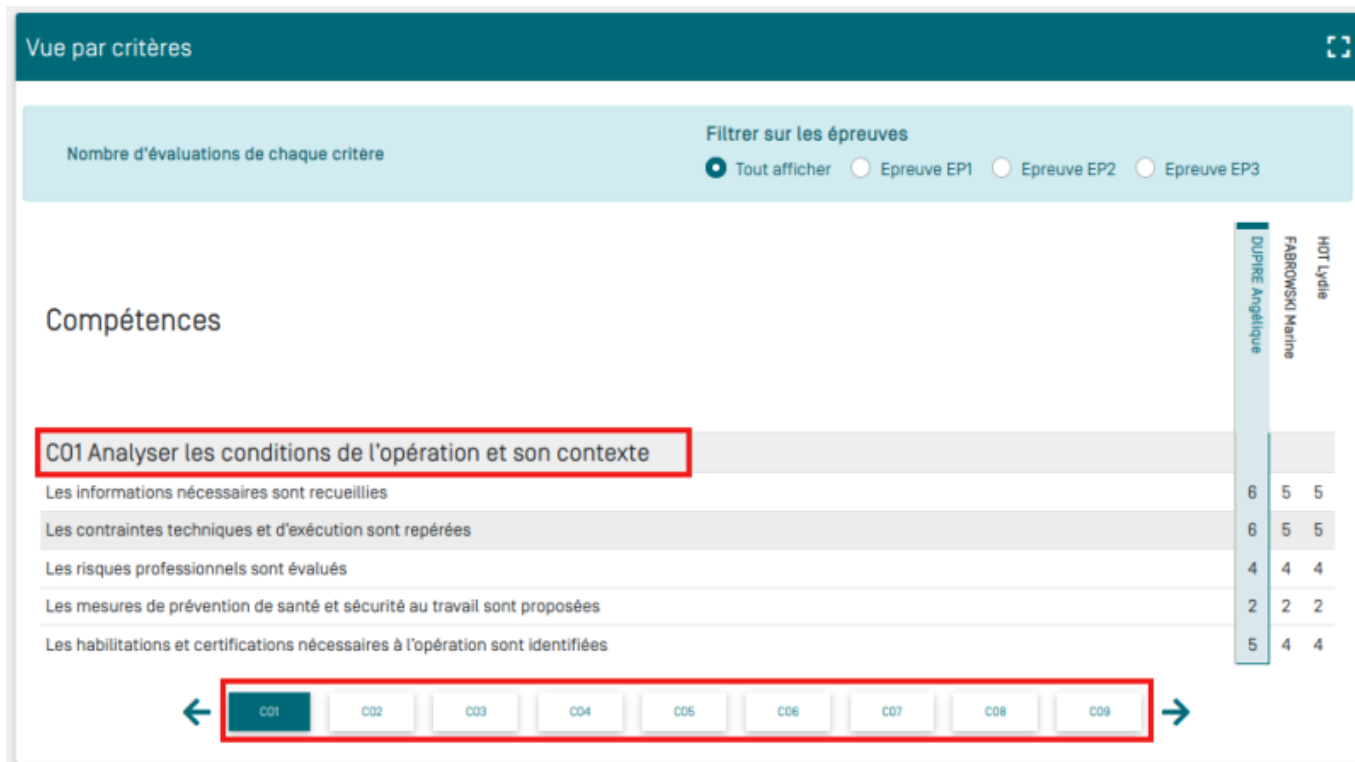 Vue par critères
Nombre d'évaluations de chaque critère
Filtrer sur les épreuves
Tout afficher Epreuve EP1 Epreuve EP2 Epreuve EP3
DUPIRE Angélique
FABROWSKI Marine
HOT Lydie
Compétences
C01 Analyser les conditions de l'opération et son contexte
Les informations nécessaires sont recueillies 6 5 5
Les contraintes techniques et d'exécution sont repérées 6 5 5
Les risques professionnels sont évalués 4 4 4
Les mesures de prévention de santé et sécurité au travail sont proposées 2 2 2
Les habilitations et certifications nécessaires à l'opération sont identifiées 5 4 4
C01 C02 C03 C04 C05 C06 C07 C08 C09